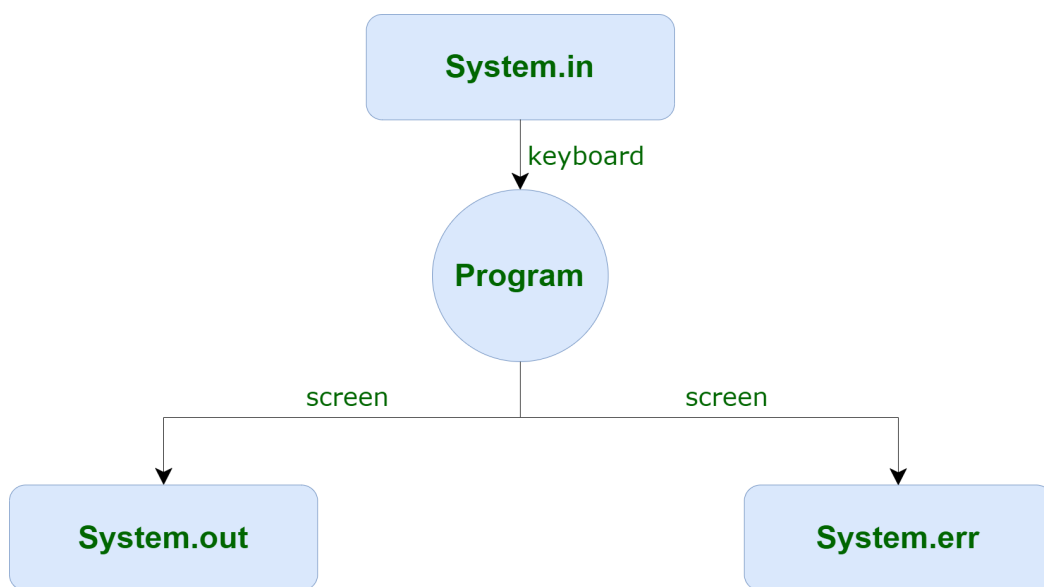 System.in
keyboard
Program
screen
screen
System.out
System.err